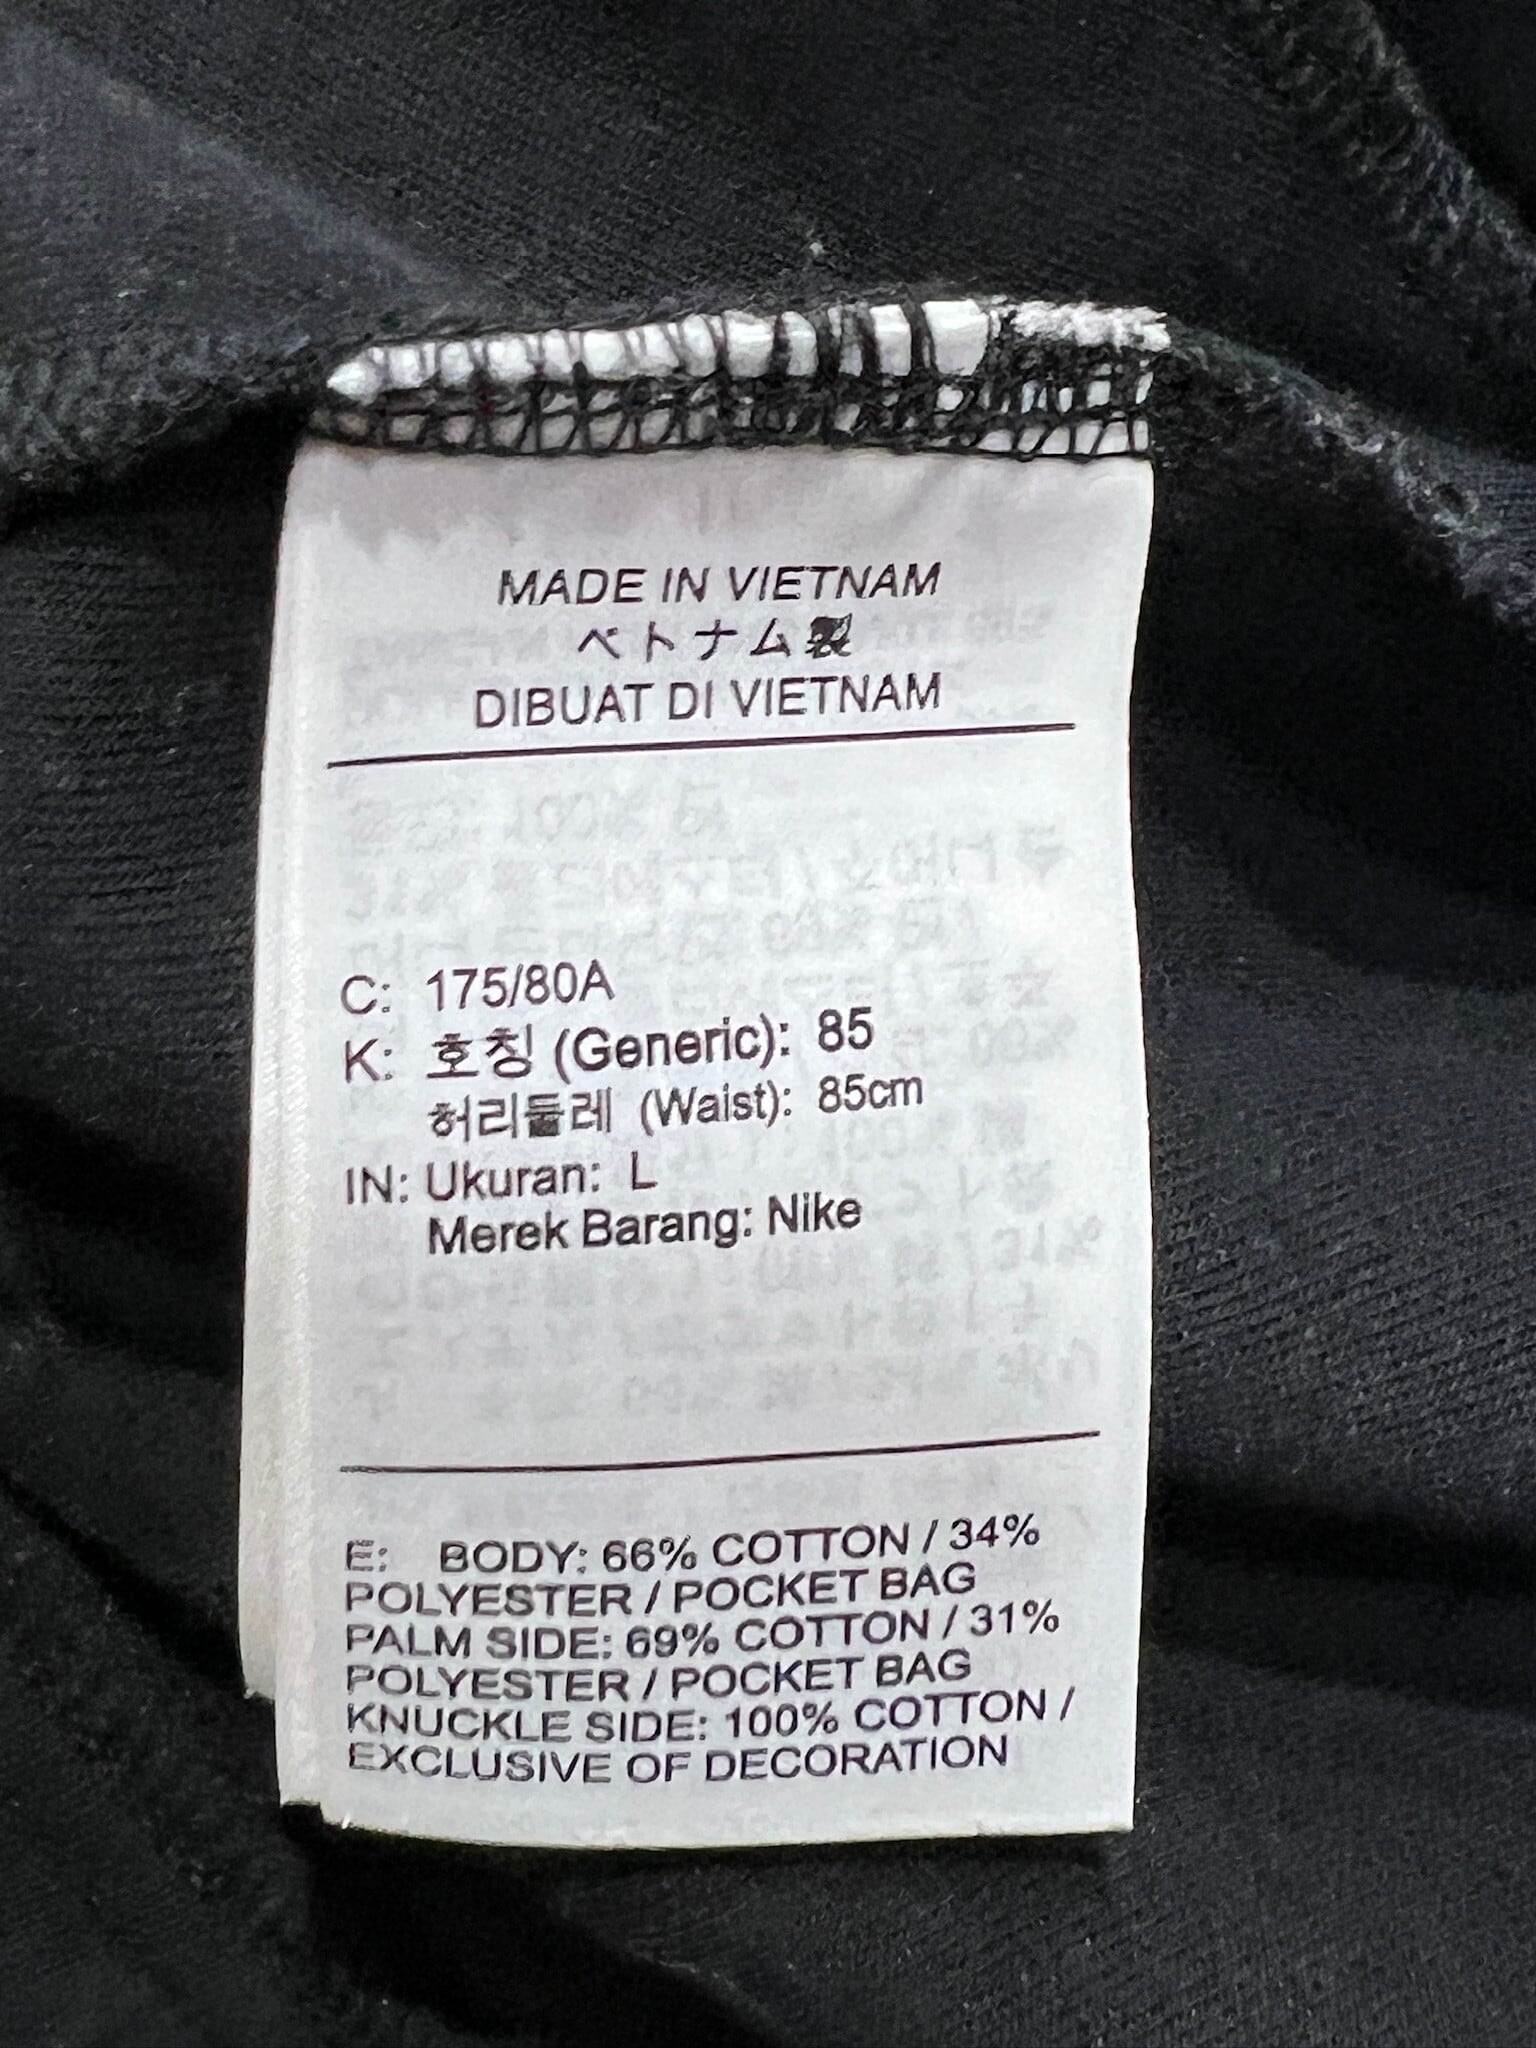 MADE IN VIETNAM
ベトナム製
DIBUAT DI VIETNAM
C: 175/80A
K: 호칭 (Generic): 85
허리둘레 (Waist): 85cm
IN: Ukuran: L
Merek Barang: Nike
E: BODY: 66% COTTON / 34%
POLYESTER / POCKET BAG
PALM SIDE: 69% COTTON / 31%
POLYESTER / POCKET BAG
KNUCKLE SIDE: 100% COTTON /
EXCLUSIVE OF DECORATION